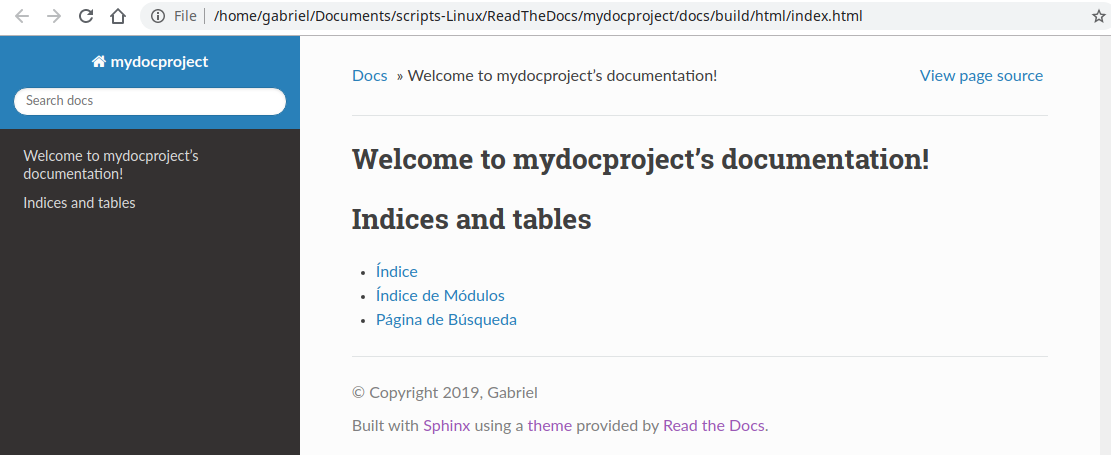 File /home/gabriel/Documents/scripts-Linux/ReadTheDocs/mydocproject/docs/build/html/index.html
mydocproject
Search docs
Welcome to mydocproject’s
documentation!
Indices and tables
Docs » Welcome to mydocproject’s documentation! View page source
Welcome to mydocproject’s documentation!
Indices and tables
• Índice
• Índice de Módulos
• Página de Búsqueda
© Copyright 2019, Gabriel
Built with Sphinx using a theme provided by Read the Docs.